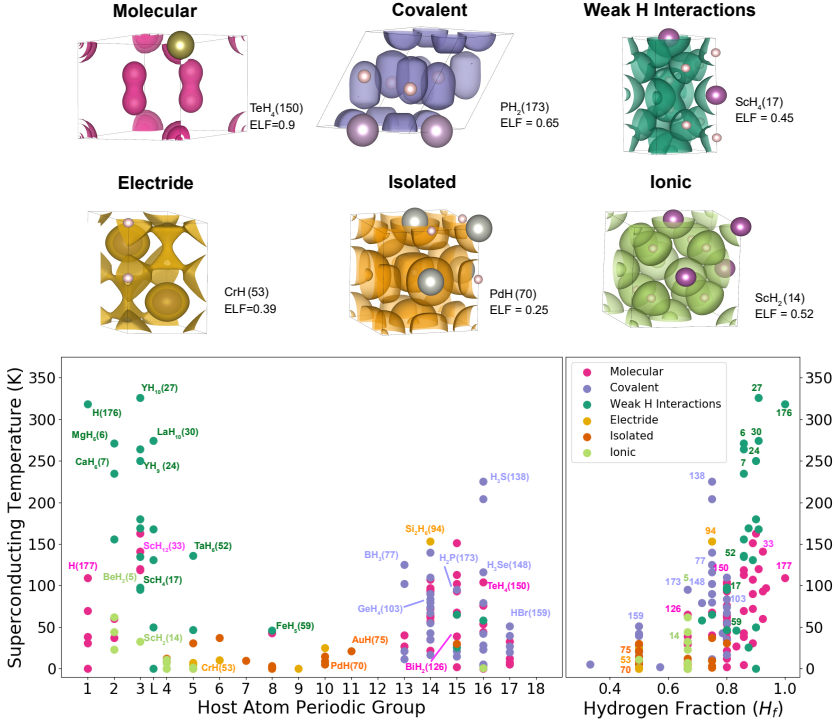 Molecular
Covalent
Weak H Interactions
TeH₄(150)
ELF=0.9
PH₂(173)
ELF = 0.65
ScH₄(17)
ELF = 0.45
Electride
Isolated
Ionic
CrH (53)
ELF=0.39
PdH (70)
ELF = 0.25
ScH₂ (14)
ELF = 0.52
Superconducting Temperature (K)
350
300
250
200
150
100
50
0
YH₁₀(27)
H(176)
MgH₆(6)
LaH₁₀(30)
CaH₆(7)
YH₉ (24)
ScH₁₂(33)
TaH₆(52)
H(177)
BeH₂(5)
ScH₄(17)
ScH₂(14)
CrH(53)
FeH₅(59)
AuH(75)
PdH(70)
Si₂H₆(94)
BH₃(77)
H₂P(173)
GeH₄(103)
BiH₂(126)
H₃S(138)
H₃Se(148)
TeH₄(150)
HBr(159)
1 2 3 L 4 5 6 7 8 9 10 11 12 13 14 15 16 17 18
Host Atom Periodic Group
Molecular
Covalent
Weak H Interactions
Electride
Isolated
Ionic
27
176
6
30
24
7
138
94
33
52
77
50
177
5
173
148
17
126
103
159
14
59
75
53
70
350
300
250
200
150
100
50
0
0.4 0.6 0.8 1.0
Hydrogen Fraction (H_f)